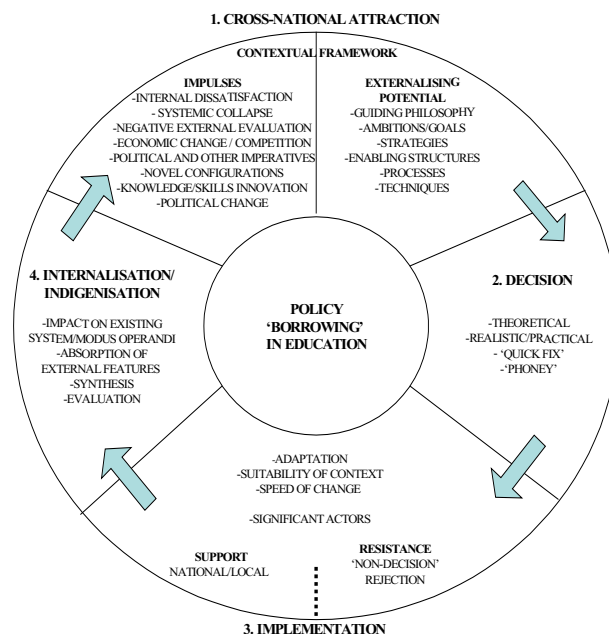 1. CROSS-NATIONAL ATTRACTION
CONTEXTUAL FRAMEWORK
IMPULSES
-INTERNAL DISSATISFACTION
- SYSTEMIC COLLAPSE
-NEGATIVE EXTERNAL EVALUATION
-ECONOMIC CHANGE / COMPETITION
-POLITICAL AND OTHER IMPERATIVES
-NOVEL CONFIGURATIONS
-KNOWLEDGE/SKILLS INNOVATION
- POLITICAL CHANGE
EXTERNALISING
POTENTIAL
-GUIDING PHILOSOPHY
- AMBITIONS/GOALS
- STRATEGIES
-ENABLING STRUCTURES
- PROCESSES
- TECHNIQUES
2. DECISION
-THEORETICAL
-REALISTIC/PRACTICAL
- ‘QUICK FIX’
-‘PHONEY’
POLICY
‘BORROWING’
IN EDUCATION
-ADAPTATION
-SUITABILITY OF CONTEXT
-SPEED OF CHANGE
-SIGNIFICANT ACTORS
SUPPORT
NATIONAL/LOCAL
RESISTANCE
‘NON-DECISION’
REJECTION
3. IMPLEMENTATION
4. INTERNALISATION/
INDIGENISATION
-IMPACT ON EXISTING
SYSTEM/MODUS OPERANDI
-ABSORPTION OF
EXTERNAL FEATURES
- SYNTHESIS
- EVALUATION